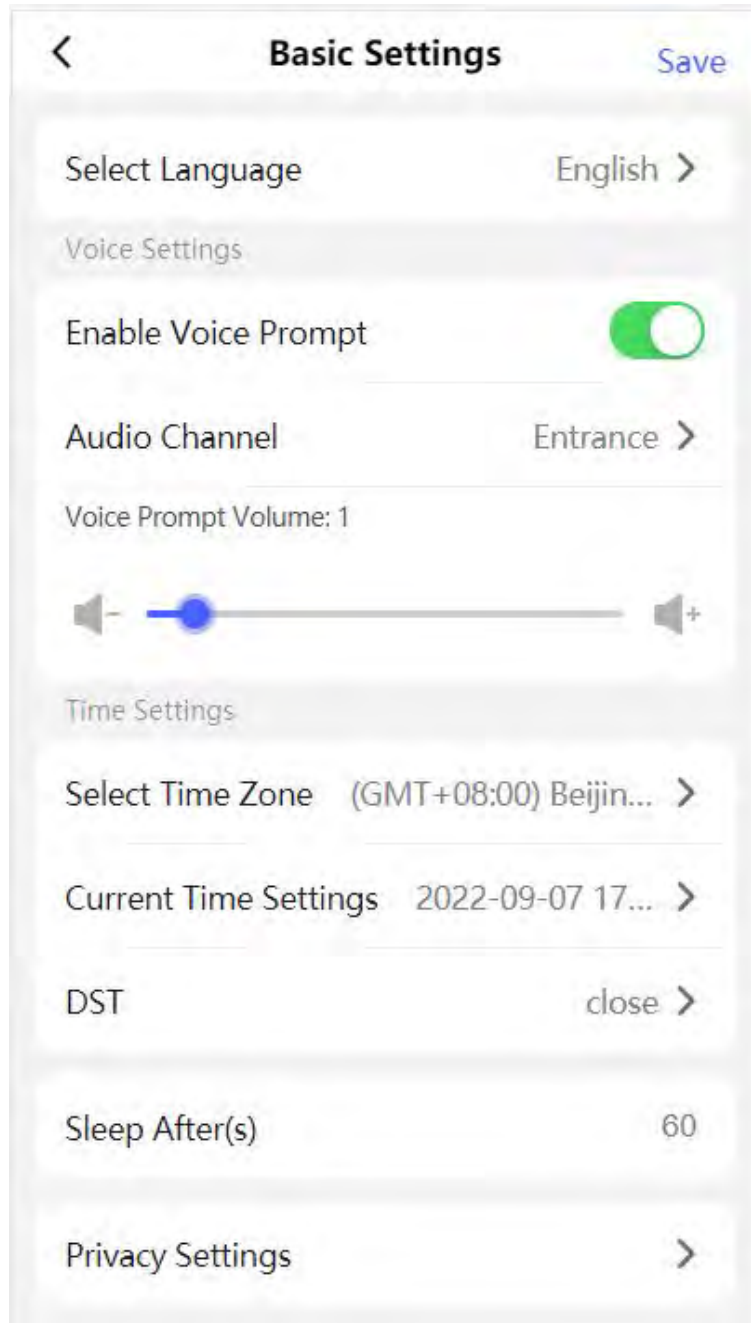 Basic Settings
Save
Select Language English
Voice Settings
Enable Voice Prompt
Audio Channel Entrance
Voice Prompt Volume: 1
Time Settings
Select Time Zone (GMT+08:00) Beijin...
Current Time Settings 2022-09-07 17...
DST close
Sleep After(s) 60
Privacy Settings